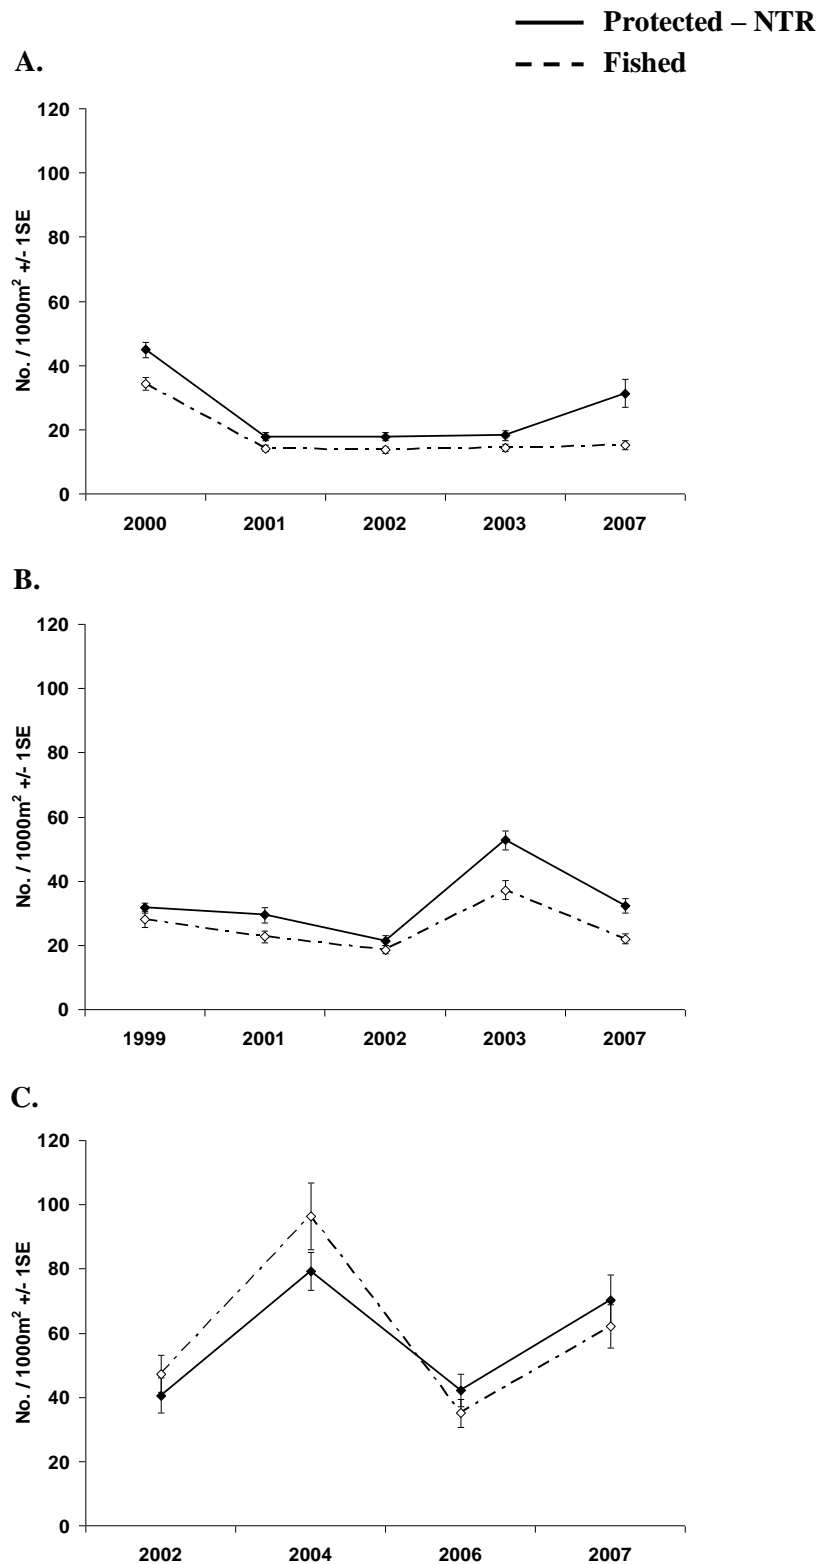 Protected – NTR
Fished
A.
120
100
80
60
40
20
0
No. / 1000m² +/- 1SE
2000 2001 2002 2003 2007
B.
120
100
80
60
40
20
0
No. / 1000m² +/- 1SE
1999 2001 2002 2003 2007
C.
120
100
80
60
40
20
0
No. / 1000m² +/- 1SE
2002 2004 2006 2007